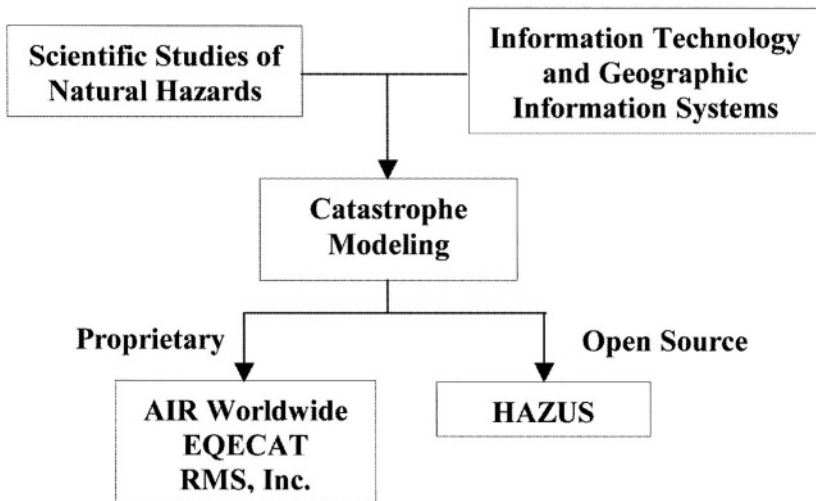 Scientific Studies of
Natural Hazards
Information Technology
and Geographic
Information Systems
Catastrophe
Modeling
Proprietary
Open Source
AIR Worldwide
EQECAT
RMS, Inc.
HAZUS